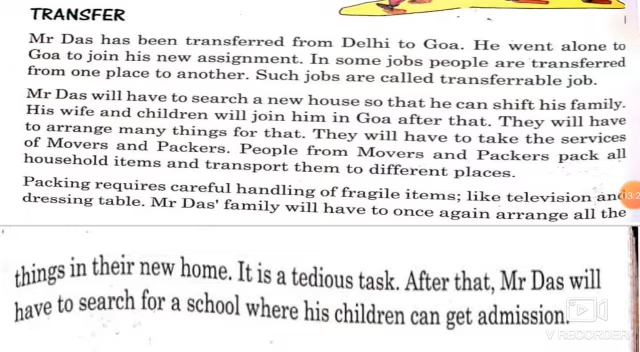 TRANSFER
Mr Das has been transferred from Delhi to Goa. He went alone to
Goa to join his new assignment. In some jobs people are transferred
from one place to another. Such jobs are called transferrable job.
Mr Das will have to search a new house so that he can shift his family.
His wife and children will join him in Goa after that. They will have
to arrange many things for that. They will have to take the services
of Movers and Packers. People from Movers and Packers pack all
household items and transport them to different places.
Packing requires careful handling of fragile items; like television and
dressing table. Mr Das' family will have to once again arrange all the
things in their new home. It is a tedious task. After that, Mr Das will
have to search for a school where his children can get admission.
V RECORDER